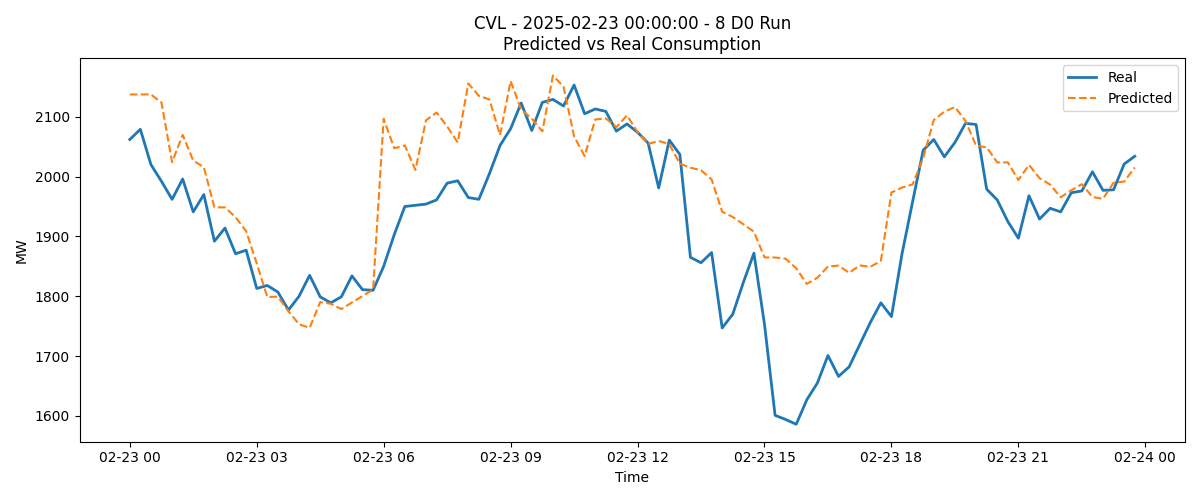 CVL - 2025-02-23 00:00:00 - 8 D0 Run
Predicted vs Real Consumption
Real
Predicted
MW
2100
2000
1900
1800
1700
1600
02-23 00 02-23 03 02-23 06 02-23 09 02-23 12 02-23 15 02-23 18 02-23 21 02-24 00
Time